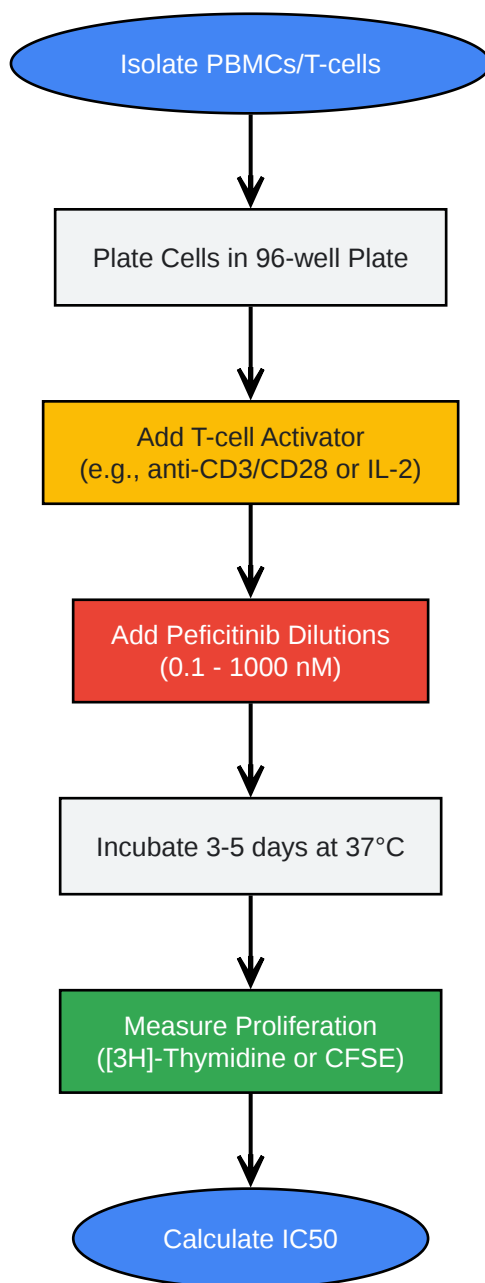 Isolate PBMCs/T-cells
Plate Cells in 96-well Plate
Add T-cell Activator
(e.g., anti-CD3/CD28 or IL-2)
Add Peficitinib Dilutions
(0.1 - 1000 nM)
Incubate 3-5 days at 37°C
Measure Proliferation
([3H]-Thymidine or CFSE)
Calculate IC50